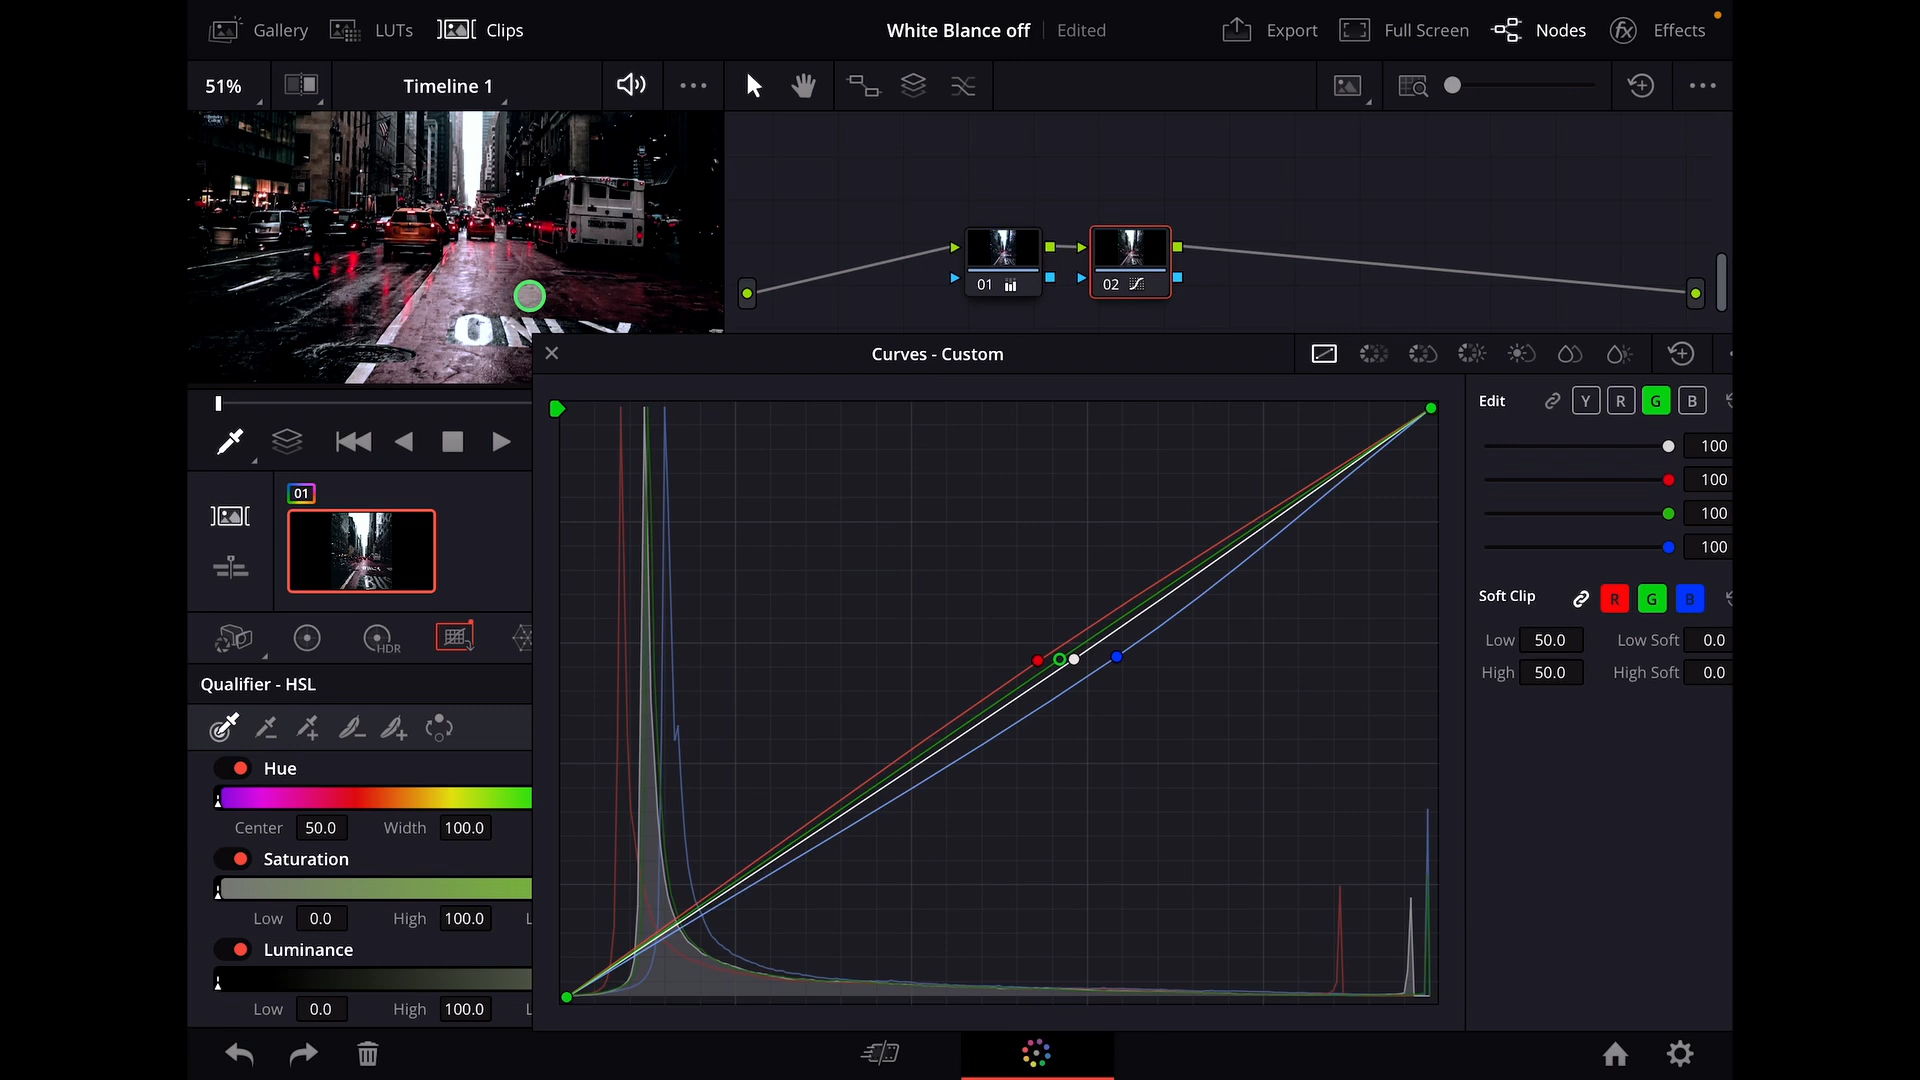 Gallery LUTs Clips White Blance off Edited Export Full Screen Nodes fx Effects
51% Timeline 1
01 02
ONLY
Curves - Custom
Edit Y R G B
100
100
100
100
01
Soft Clip R G B
Low 50.0 Low Soft 0.0
High 50.0 High Soft 0.0
HDR
Qualifier - HSL
Hue
Center 50.0 Width 100.0
Saturation
Low 0.0 High 100.0 L
Luminance
Low 0.0 High 100.0 L